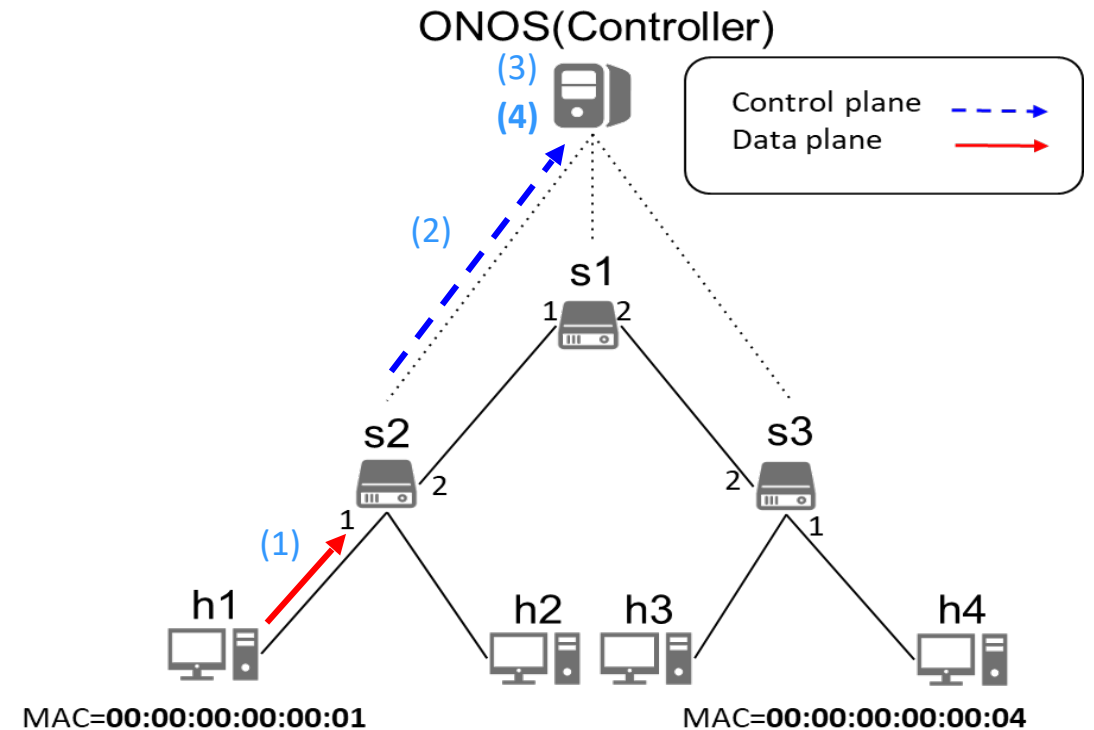 ONOS(Controller)
(3)
(4)
Control plane
Data plane
(2)
s1
1
2
s2
s3
2
2
1
1
(1)
h1
h2
h3
h4
MAC=00:00:00:00:00:01
MAC=00:00:00:00:00:04